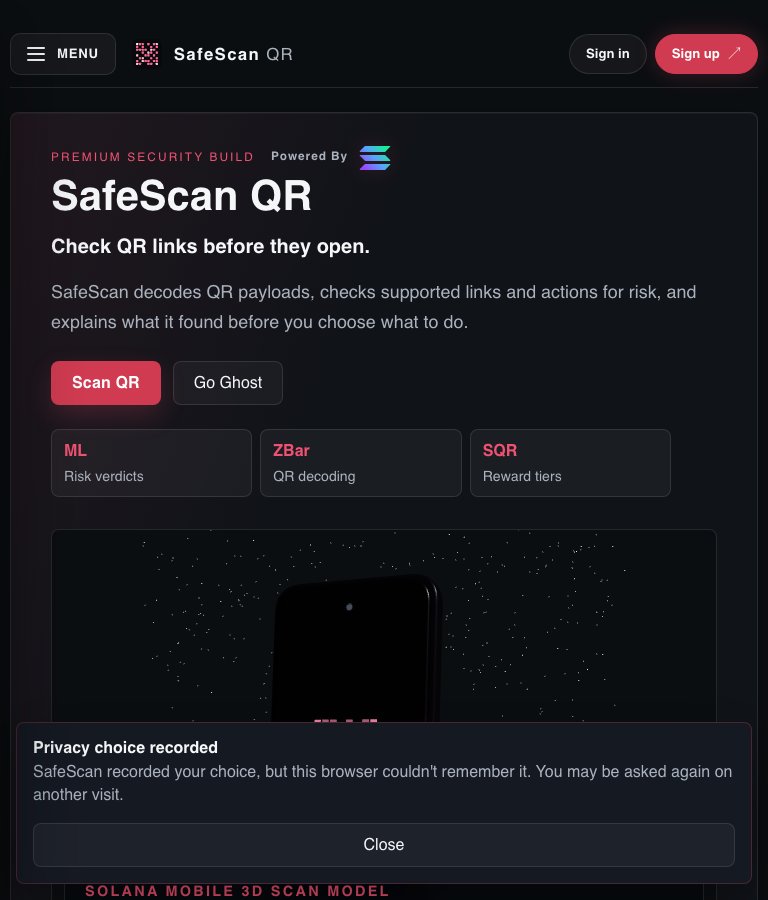 MENU
SafeScan QR
Sign in
Sign up
PREMIUM SECURITY BUILD
Powered By
SafeScan QR
Check QR links before they open.
SafeScan decodes QR payloads, checks supported links and actions for risk, and
explains what it found before you choose what to do.
Scan QR
Go Ghost
ML
Risk verdicts
ZBar
QR decoding
SQR
Reward tiers
Privacy choice recorded
SafeScan recorded your choice, but this browser couldn't remember it. You may be asked again on
another visit.
Close
SOLANA MOBILE 3D SCAN MODEL